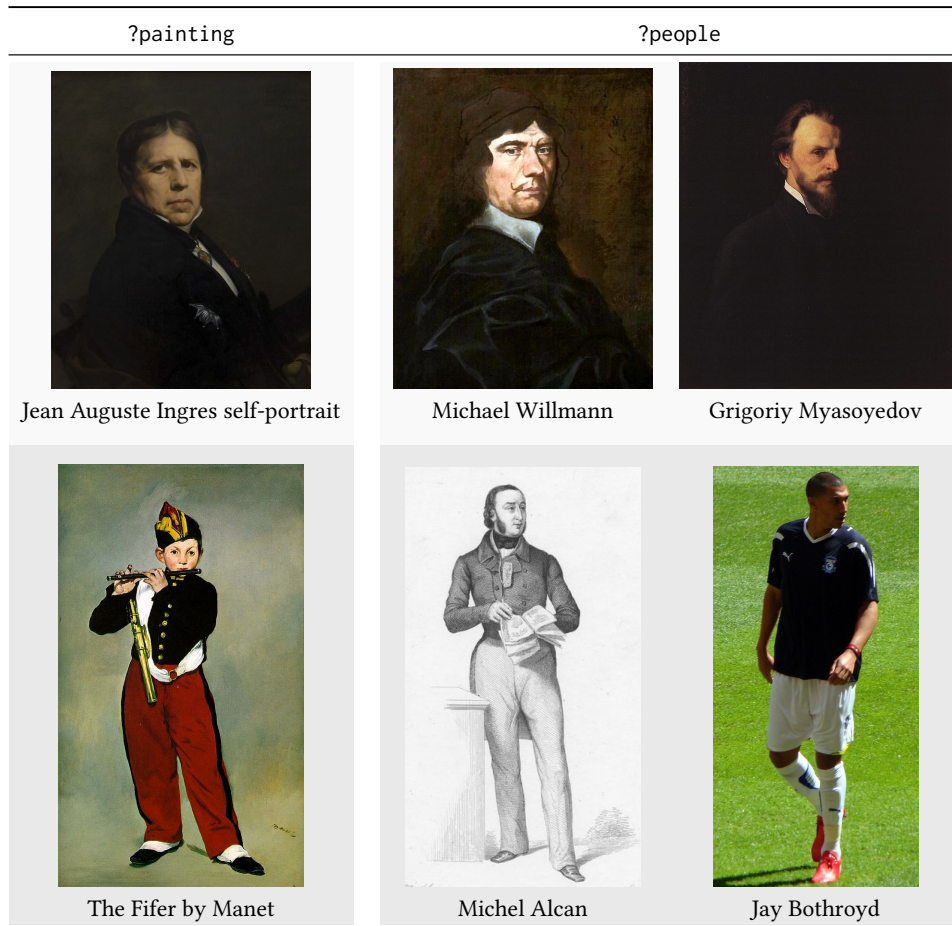 ?painting ?people
Jean Auguste Ingres self-portrait Michael Willmann Grigoriy Myasoyedov
The Fifer by Manet Michel Alcan Jay Bothroyd